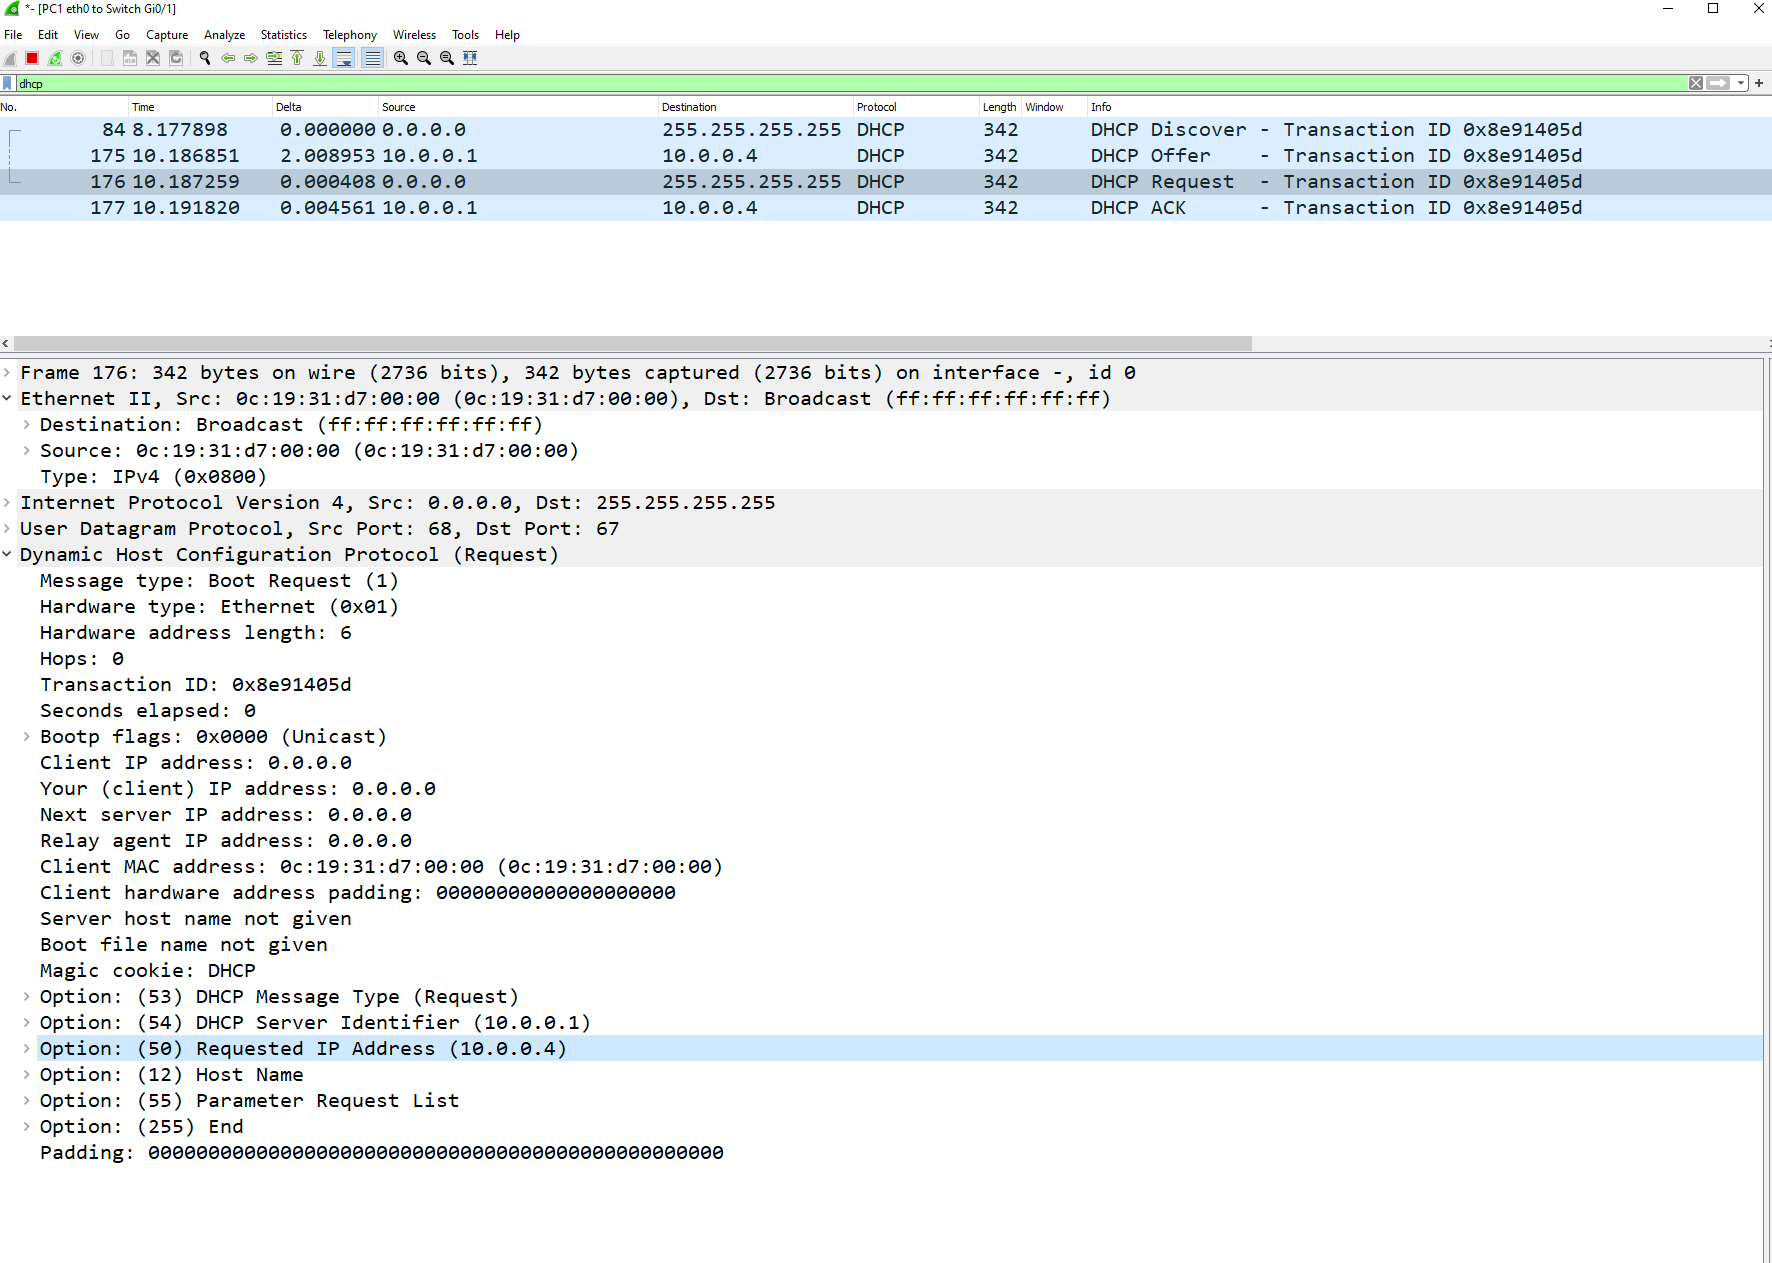 *- [PC1 eth0 to Switch Gi0/1]
File Edit View Go Capture Analyze Statistics Telephony Wireless Tools Help
dhcp
No. Time Delta Source Destination Protocol Length Window Info
84 8.177898 0.000000 0.0.0.0 255.255.255.255 DHCP 342 DHCP Discover - Transaction ID 0x8e91405d
175 10.186851 2.008953 10.0.0.1 10.0.0.4 DHCP 342 DHCP Offer - Transaction ID 0x8e91405d
176 10.187259 0.000408 0.0.0.0 255.255.255.255 DHCP 342 DHCP Request - Transaction ID 0x8e91405d
177 10.191820 0.004561 10.0.0.1 10.0.0.4 DHCP 342 DHCP ACK - Transaction ID 0x8e91405d
Frame 176: 342 bytes on wire (2736 bits), 342 bytes captured (2736 bits) on interface -, id 0
Ethernet II, Src: 0c:19:31:d7:00:00 (0c:19:31:d7:00:00), Dst: Broadcast (ff:ff:ff:ff:ff:ff)
Destination: Broadcast (ff:ff:ff:ff:ff:ff)
Source: 0c:19:31:d7:00:00 (0c:19:31:d7:00:00)
Type: IPv4 (0x0800)
Internet Protocol Version 4, Src: 0.0.0.0, Dst: 255.255.255.255
User Datagram Protocol, Src Port: 68, Dst Port: 67
Dynamic Host Configuration Protocol (Request)
Message type: Boot Request (1)
Hardware type: Ethernet (0x01)
Hardware address length: 6
Hops: 0
Transaction ID: 0x8e91405d
Seconds elapsed: 0
Bootp flags: 0x0000 (Unicast)
Client IP address: 0.0.0.0
Your (client) IP address: 0.0.0.0
Next server IP address: 0.0.0.0
Relay agent IP address: 0.0.0.0
Client MAC address: 0c:19:31:d7:00:00 (0c:19:31:d7:00:00)
Client hardware address padding: 00000000000000000000
Server host name not given
Boot file name not given
Magic cookie: DHCP
Option: (53) DHCP Message Type (Request)
Option: (54) DHCP Server Identifier (10.0.0.1)
Option: (50) Requested IP Address (10.0.0.4)
Option: (12) Host Name
Option: (55) Parameter Request List
Option: (255) End
Padding: 000000000000000000000000000000000000000000000000